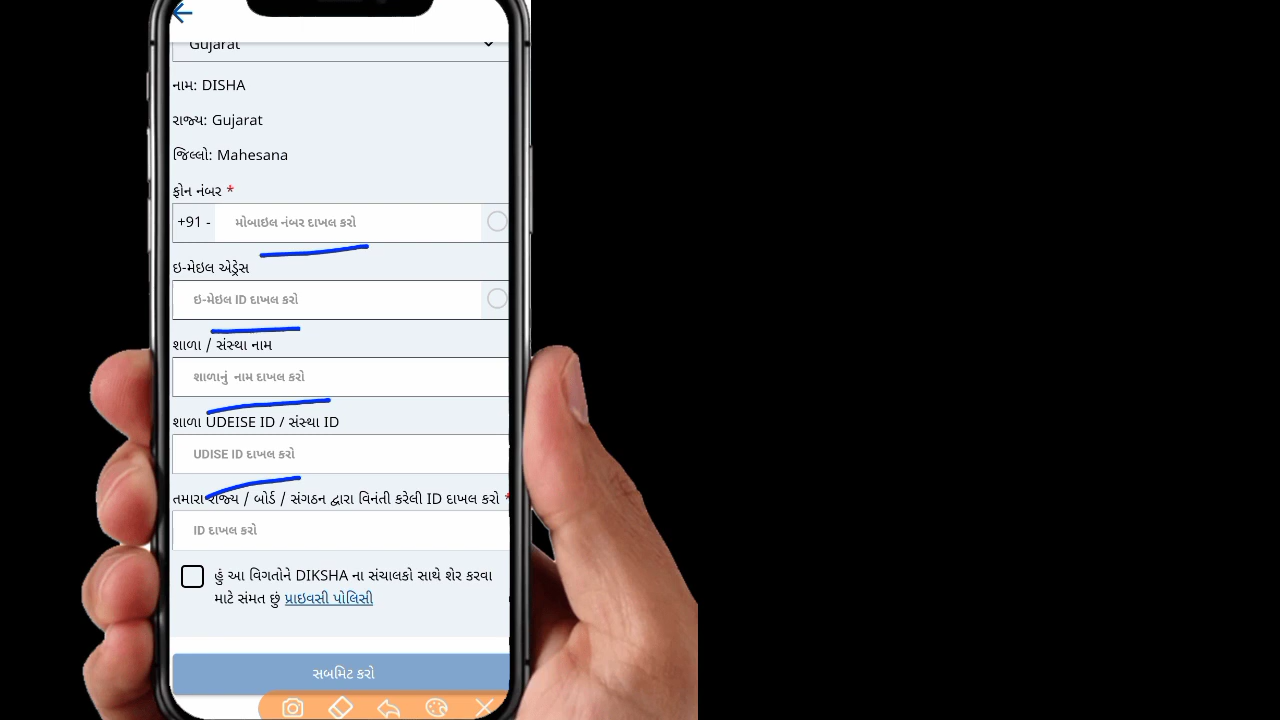 Gujarat
નામ: DISHA
રાજ્ય: Gujarat
જિલ્લો: Mahesana
ફોન નંબર *
+91 - મોબાઇલ નંબર દાખલ કરો
ઇ-મેઇલ એડ્રેસ
ઇ-મેઇલ ID દાખલ કરો
શાળા / સંસ્થા નામ
શાળાનું નામ દાખલ કરો
શાળા UDEISE ID / સંસ્થા ID
UDISE ID દાખલ કરો
તમારા રાજ્ય / બોર્ડ / સંગઠન દ્વારા વિનંતી કરેલી ID દાખલ કરો *
ID દાખલ કરો
હું આ વિગતોને DIKSHA ના સંચાલકો સાથે શેર કરવા
માટે સંમત છું પ્રાઇવસી પોલિસી
સબમિટ કરો